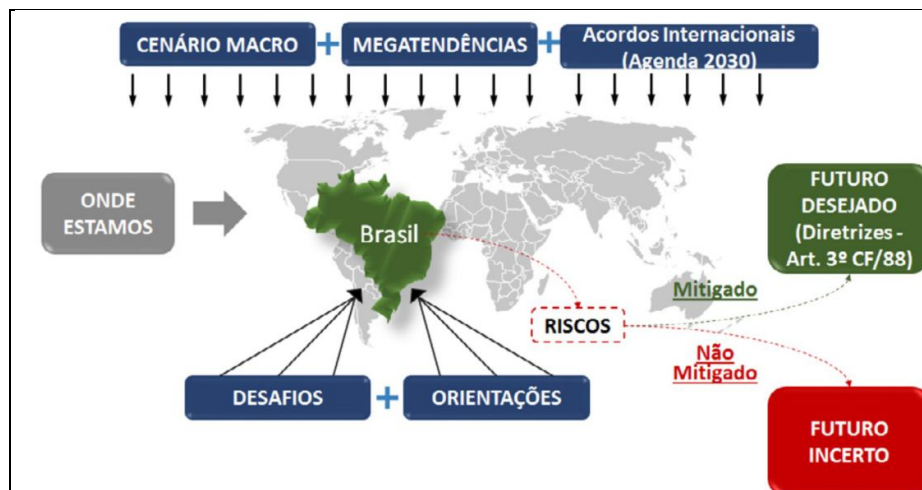 CENÁRIO MACRO + MEGATENDÊNCIAS + Acordos Internacionais
(Agenda 2030)
ONDE
ESTAMOS
Brasil
FUTURO
DESEJADO
(Diretrizes -
Art. 3º CF/88)
Mitigado
RISCOS
Não
Mitigado
DESAFIOS + ORIENTAÇÕES
FUTURO
INCERTO